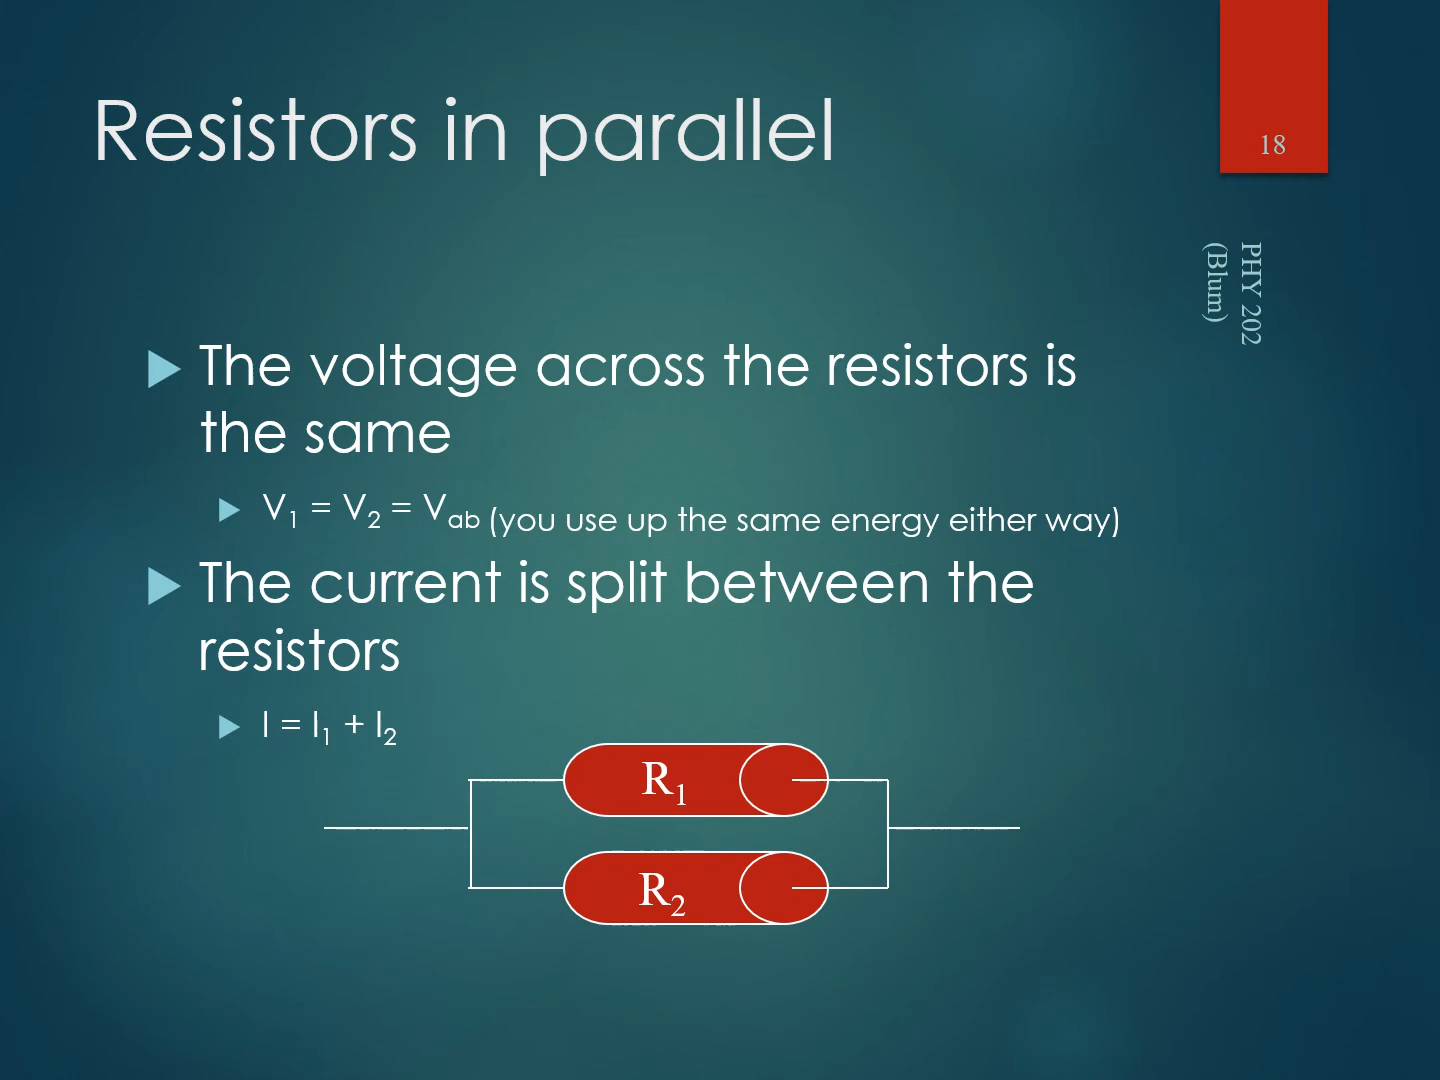 Resistors in parallel
18
PHY 202
(Blum)
The voltage across the resistors is
the same
V₁ = V₂ = Vab (you use up the same energy either way)
The current is split between the
resistors
I = I₁ + I₂
R₁
R₂